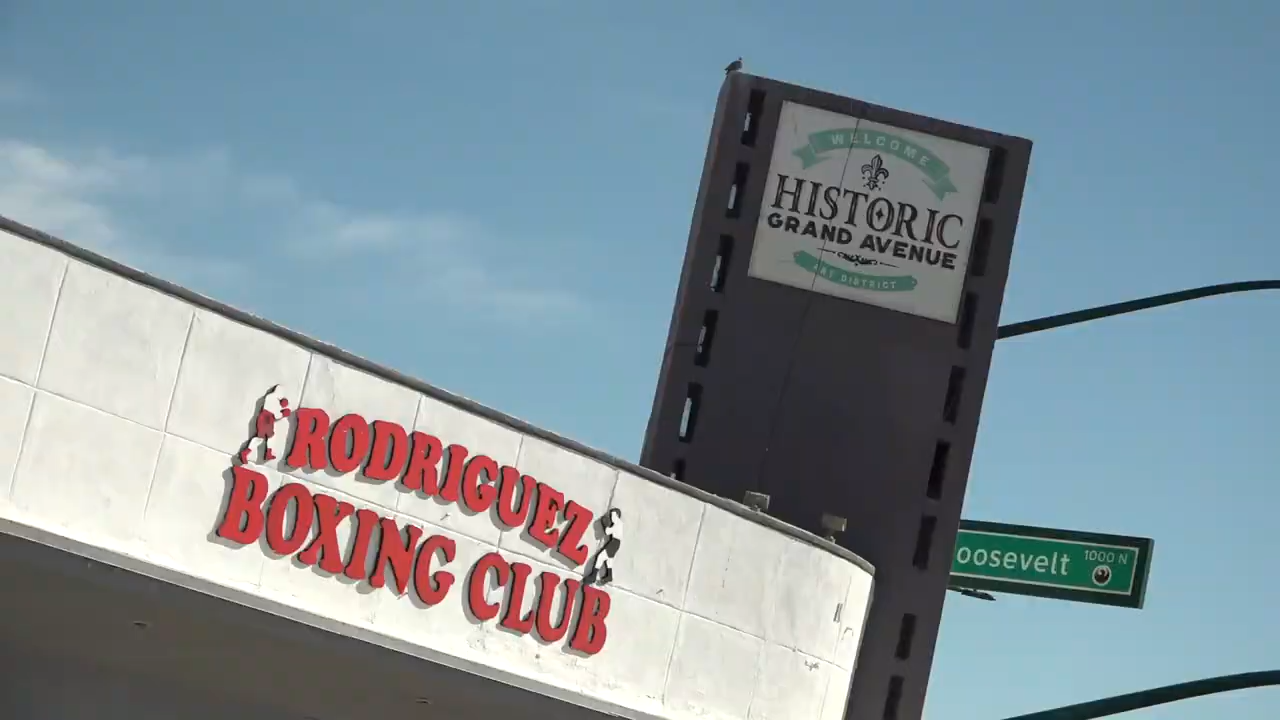 WELCOME
HISTORIC
GRAND AVENUE
ART DISTRICT
RODRIGUEZ
BOXING CLUB
oosevelt 1000 N